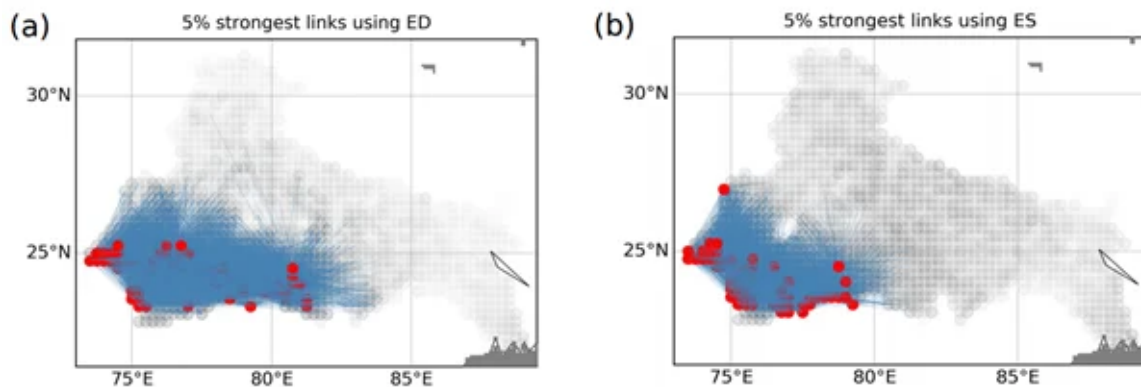 (a)
5% strongest links using ED
30°N
25°N
75°E
80°E
85°E
(b)
5% strongest links using ES
30°N
25°N
75°E
80°E
85°E